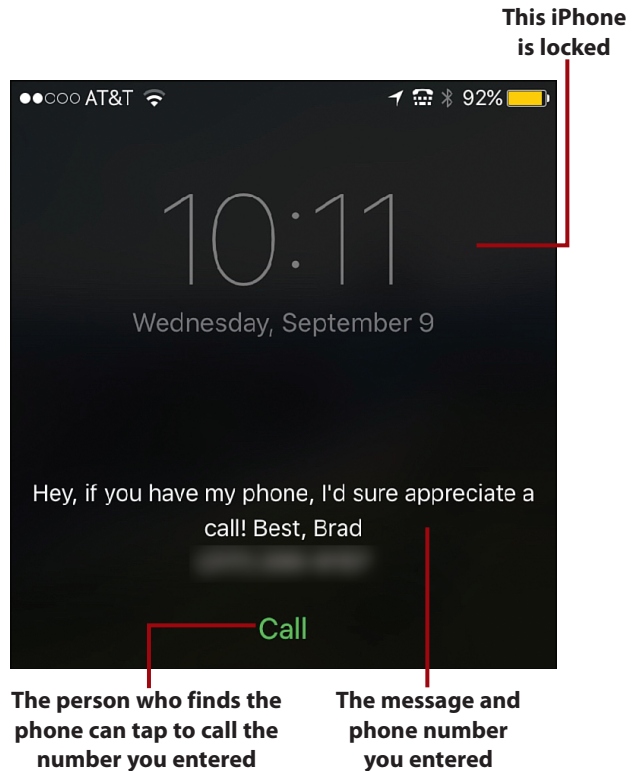 This iPhone
is locked
AT&T 92%
10:11
Wednesday, September 9
Hey, if you have my phone, I'd sure appreciate a
call! Best, Brad
Call
The person who finds the
phone can tap to call the
number you entered
The message and
phone number
you entered